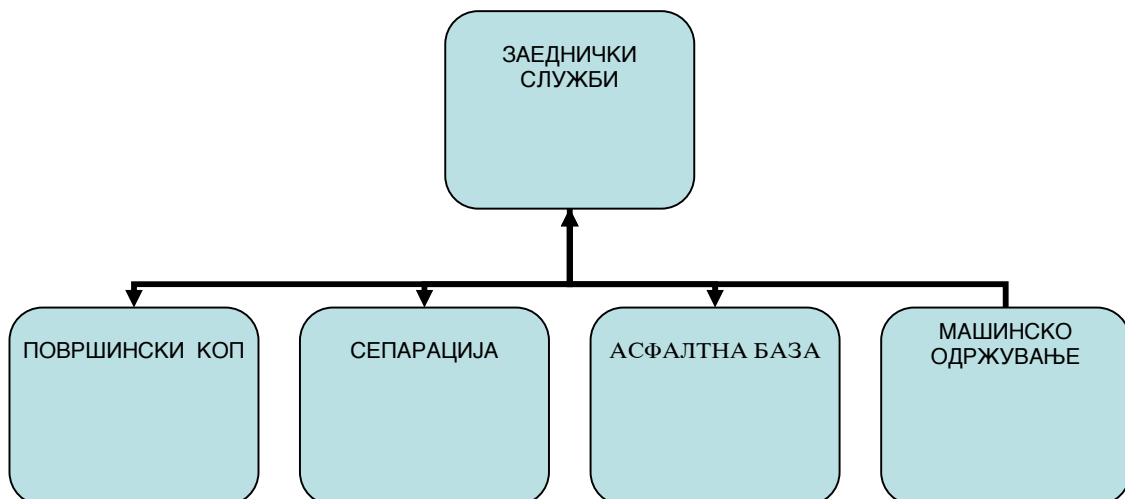 ЗАЕДНИЧКИ
СЛУЖБИ
ПОВРШИНСКИ КОП
СЕПАРАЦИЈА
АСФАЛТНА БАЗА
МАШИНСКО
ОДРЖУВАЊЕ